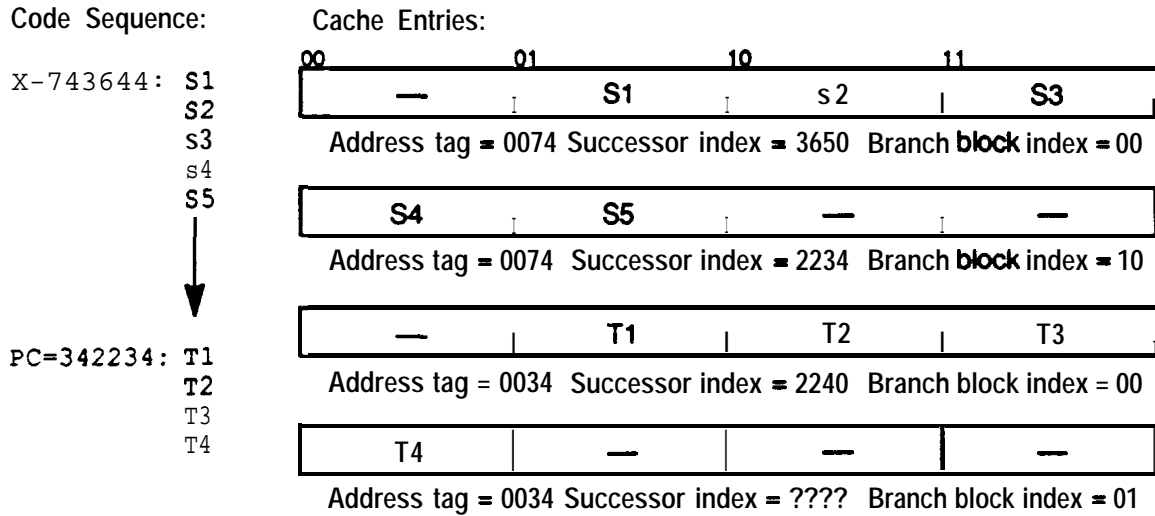 Code Sequence:
Cache Entries:
00 01 10 11
X-743644: S1
S2
s3
s4
S5
— S1 s2 S3
Address tag = 0074 Successor index = 3650 Branch block index = 00
S4 S5 — —
Address tag = 0074 Successor index = 2234 Branch block index = 10
PC=342234: T1
T2
T3
T4
— T1 T2 T3
Address tag = 0034 Successor index = 2240 Branch block index = 00
T4 — — —
Address tag = 0034 Successor index = ???? Branch block index = 01